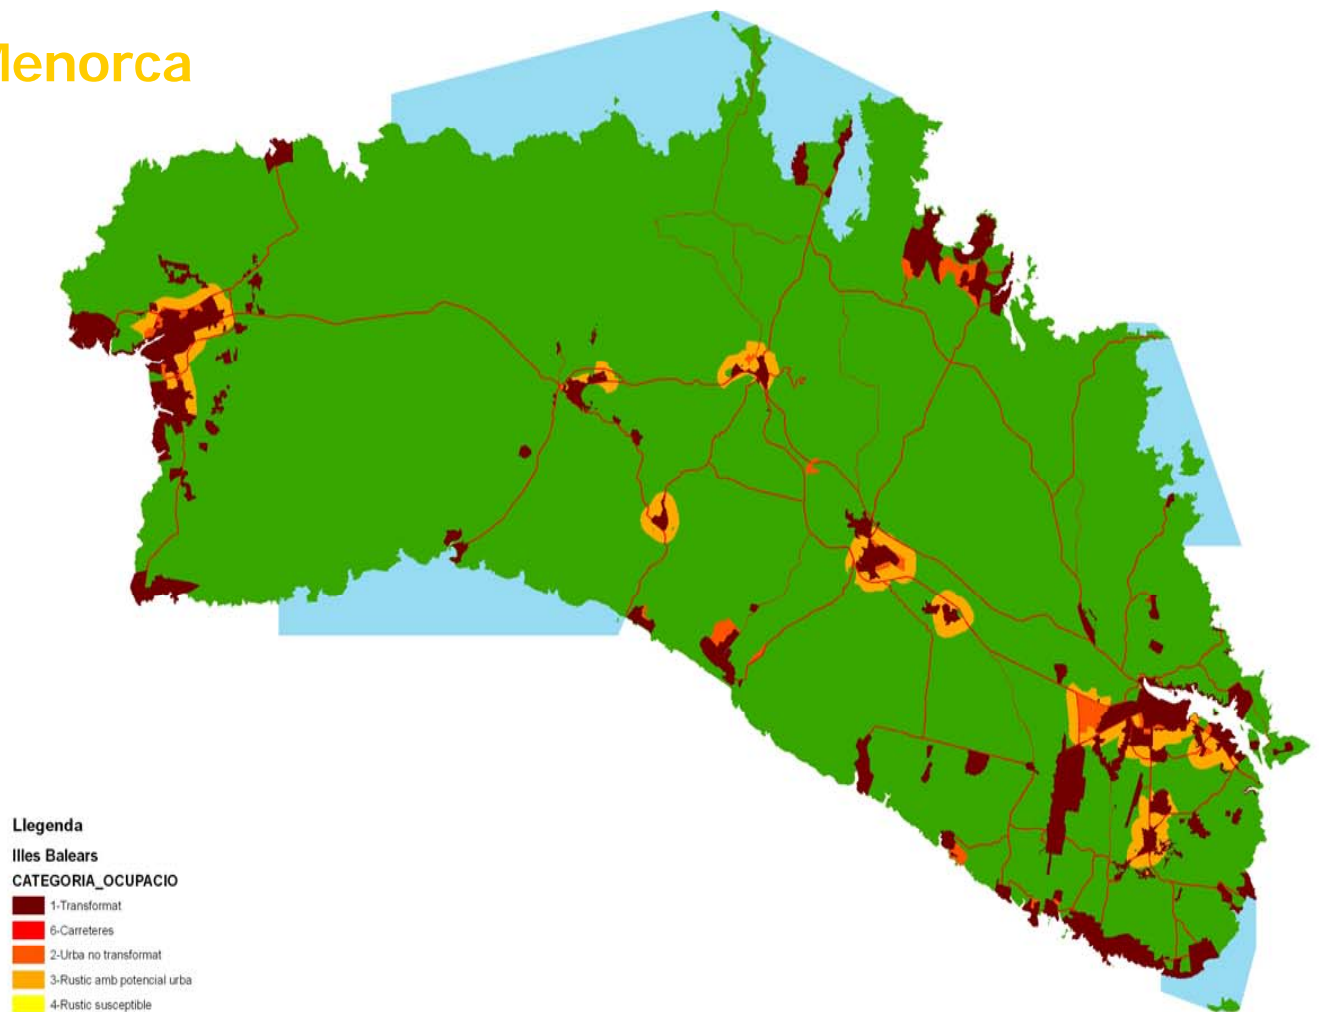 Menorca
Llegenda
Illes Balears
CATEGORIA_OCUPACIO
1-Transformat
6-Carreteres
2-Urba no transformat
3-Rustic amb potencial urba
4-Rustic susceptible